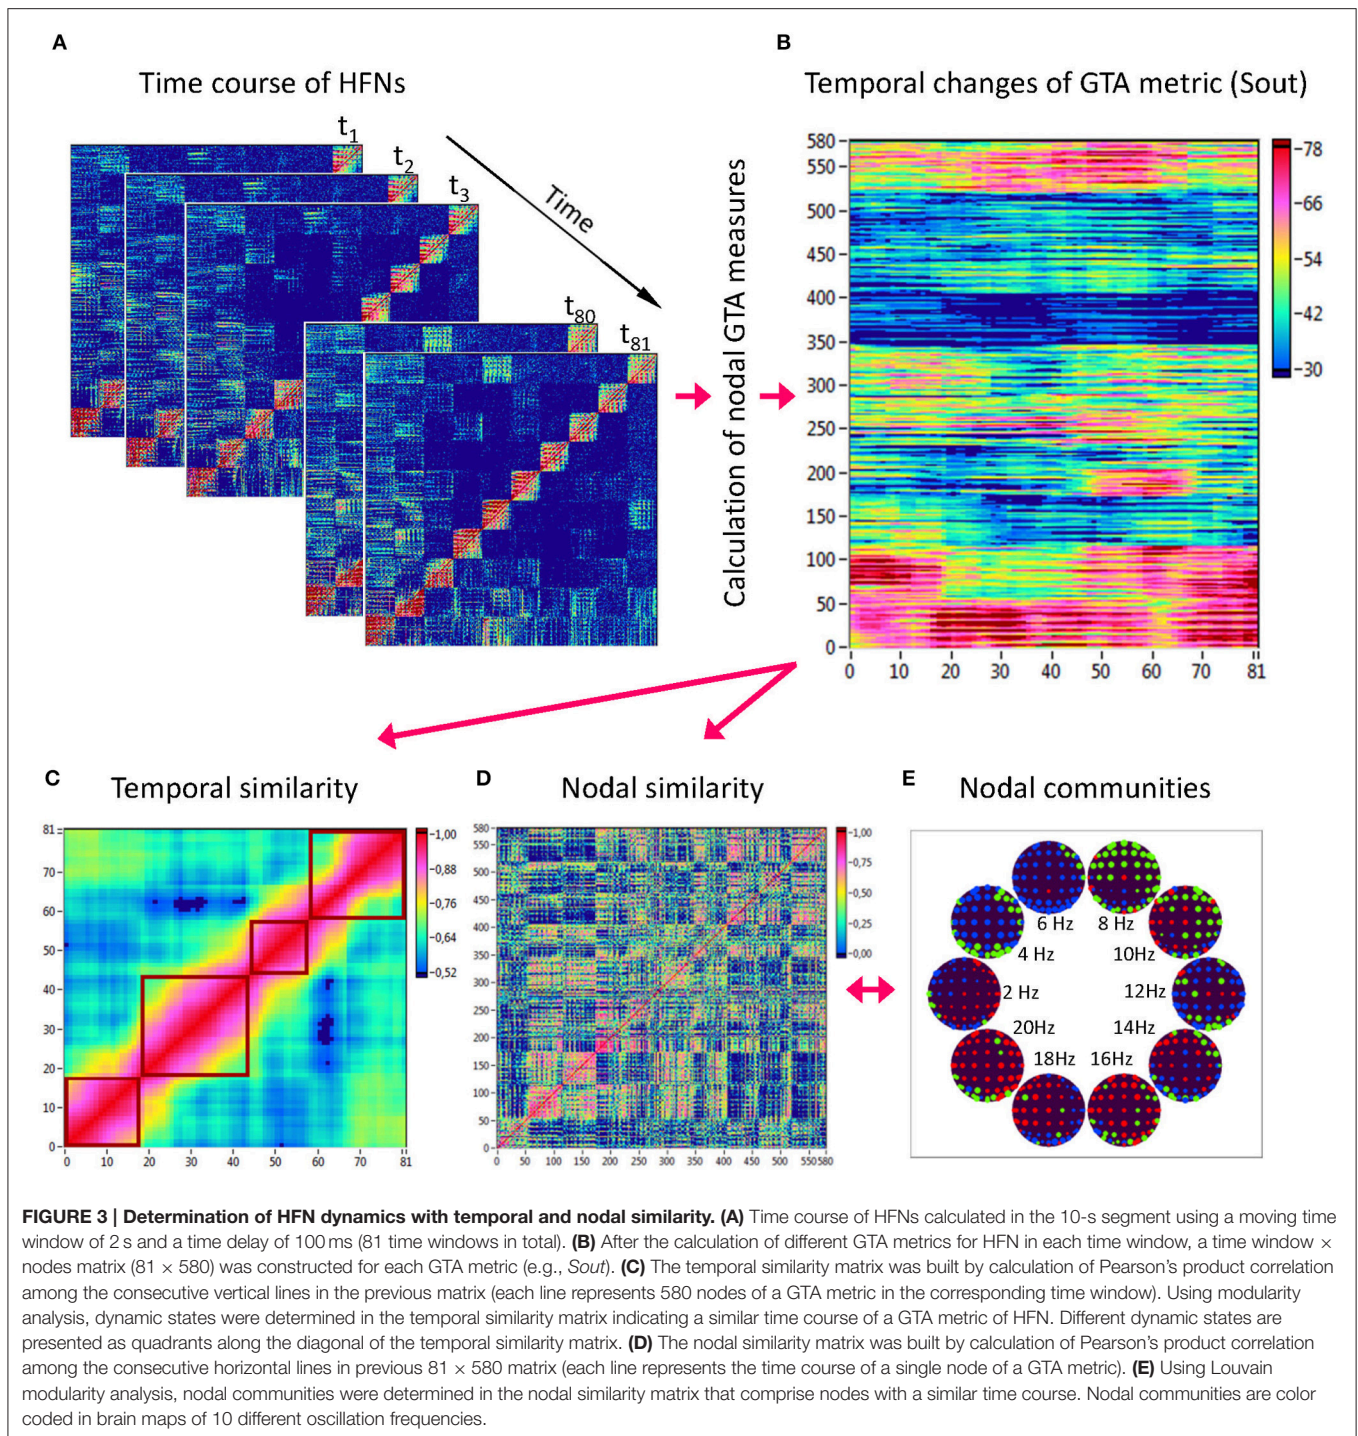 A
Time course of HFNs
t1
t2
t3
Time
t80
t81
Calculation of nodal GTA measures
B
Temporal changes of GTA metric (Sout)
580
550
500
450
400
350
300
250
200
150
100
50
0
0 10 20 30 40 50 60 70 81
-78
-66
-54
-42
-30
C
Temporal similarity
81
70
60
50
40
30
20
10
0
0 10 20 30 40 50 60 70 81
-1,00
-0,88
-0,76
-0,64
-0,52
D
Nodal similarity
580
550
500
450
400
350
300
250
200
150
100
50
0
0 50 100 150 200 250 300 350 400 450 500 550 580
-1,00
-0,75
-0,50
-0,25
-0,00
E
Nodal communities
6 Hz 8 Hz
4 Hz 10Hz
2 Hz 12Hz
20Hz 14Hz
18Hz 16Hz
FIGURE 3 | Determination of HFN dynamics with temporal and nodal similarity. (A) Time course of HFNs calculated in the 10-s segment using a moving time
window of 2 s and a time delay of 100 ms (81 time windows in total). (B) After the calculation of different GTA metrics for HFN in each time window, a time window ×
nodes matrix (81 × 580) was constructed for each GTA metric (e.g., Sout). (C) The temporal similarity matrix was built by calculation of Pearson's product correlation
among the consecutive vertical lines in the previous matrix (each line represents 580 nodes of a GTA metric in the corresponding time window). Using modularity
analysis, dynamic states were determined in the temporal similarity matrix indicating a similar time course of a GTA metric of HFN. Different dynamic states are
presented as quadrants along the diagonal of the temporal similarity matrix. (D) The nodal similarity matrix was built by calculation of Pearson's product correlation
among the consecutive horizontal lines in previous 81 × 580 matrix (each line represents the time course of a single node of a GTA metric). (E) Using Louvain
modularity analysis, nodal communities were determined in the nodal similarity matrix that comprise nodes with a similar time course. Nodal communities are color
coded in brain maps of 10 different oscillation frequencies.